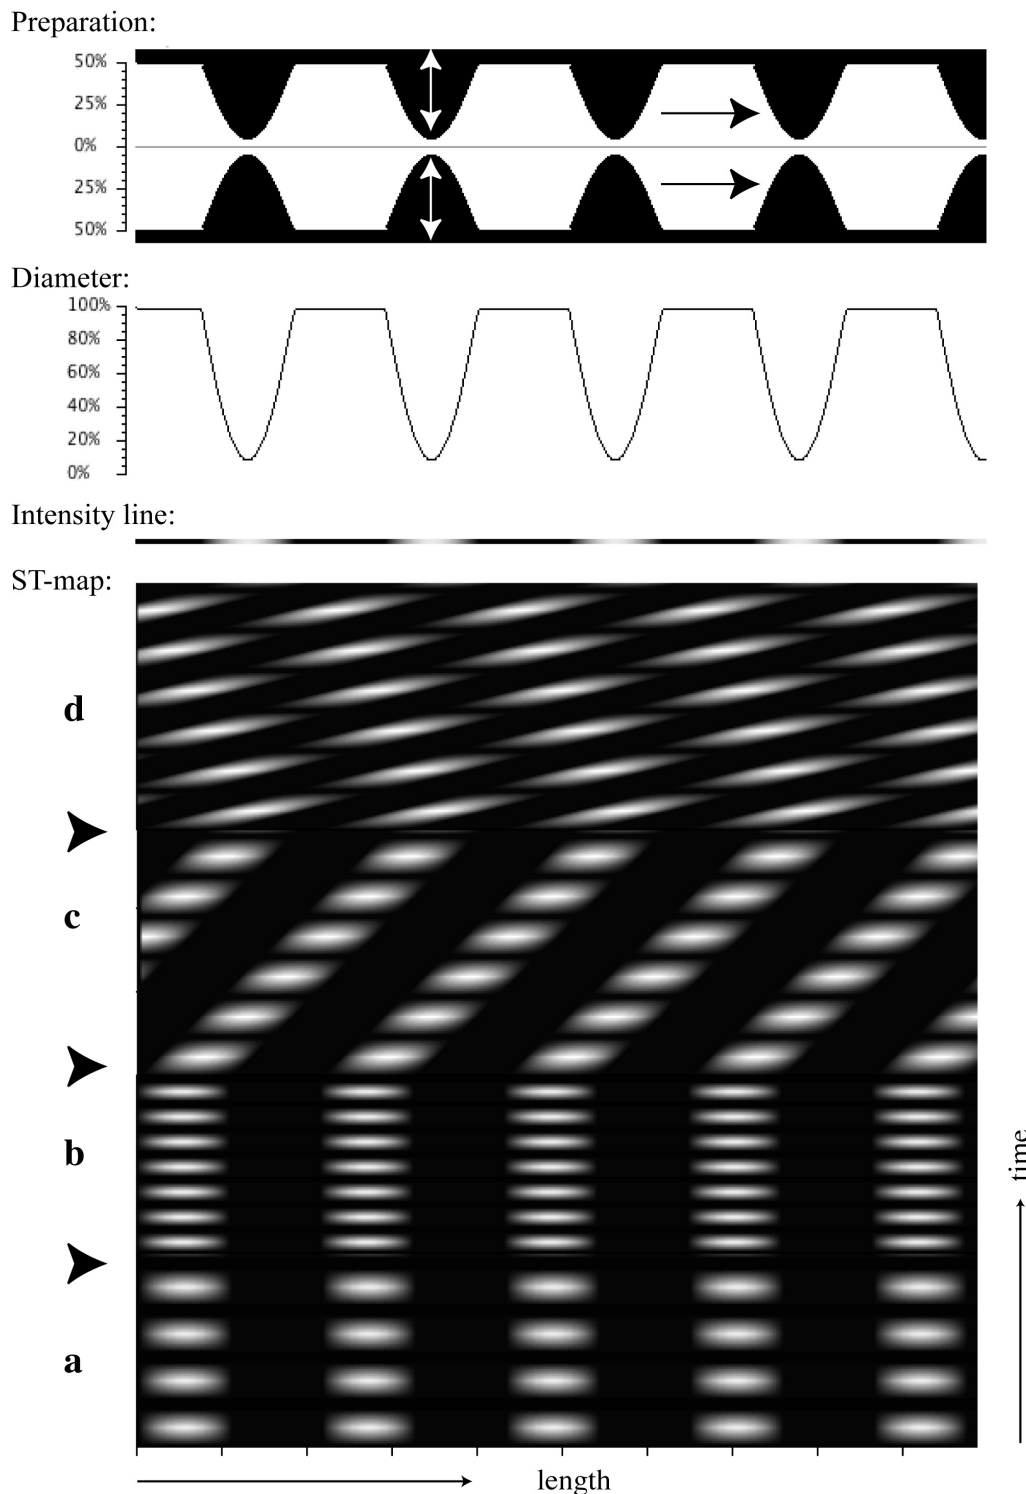 Preparation:
50%
25%
0%
25%
50%
Diameter:
100%
80%
60%
40%
20%
0%
Intensity line:
ST-map:
d
c
b
a
time
length